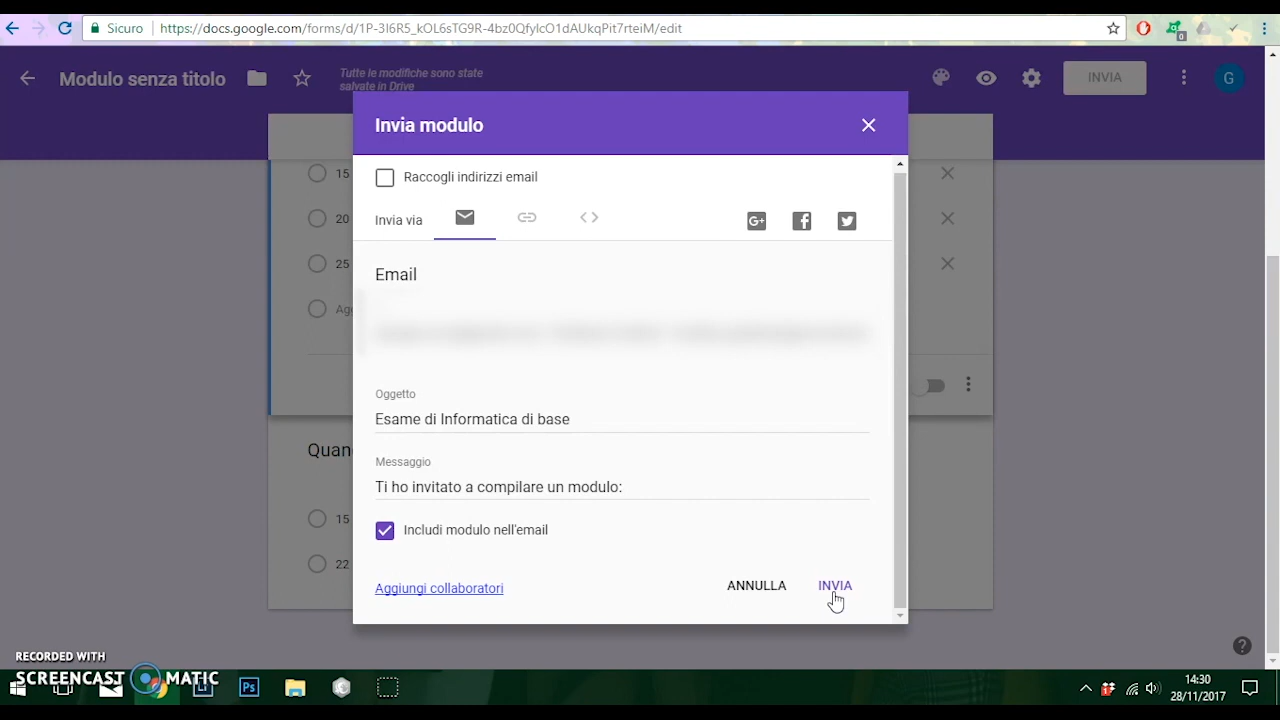 Sicuro https://docs.google.com/forms/d/1P-3I6R5_kOL6sTG9R-4bz0QfylcO1dAUkqPit7rteiM/edit
0
Modulo senza titolo
Tutte le modifiche sono state
salvate in Drive
INVIA
G
Invia modulo
Raccogli indirizzi email
15
Invia via
G+
20
25
Email
Oggetto
Esame di Informatica di base
Quan
Messaggio
Ti ho invitato a compilare un modulo:
15
Includi modulo nell'email
22
Aggiungi collaboratori
ANNULLA
INVIA
RECORDED WITH
SCREENCAST MATIC
Ps
14:30
28/11/2017